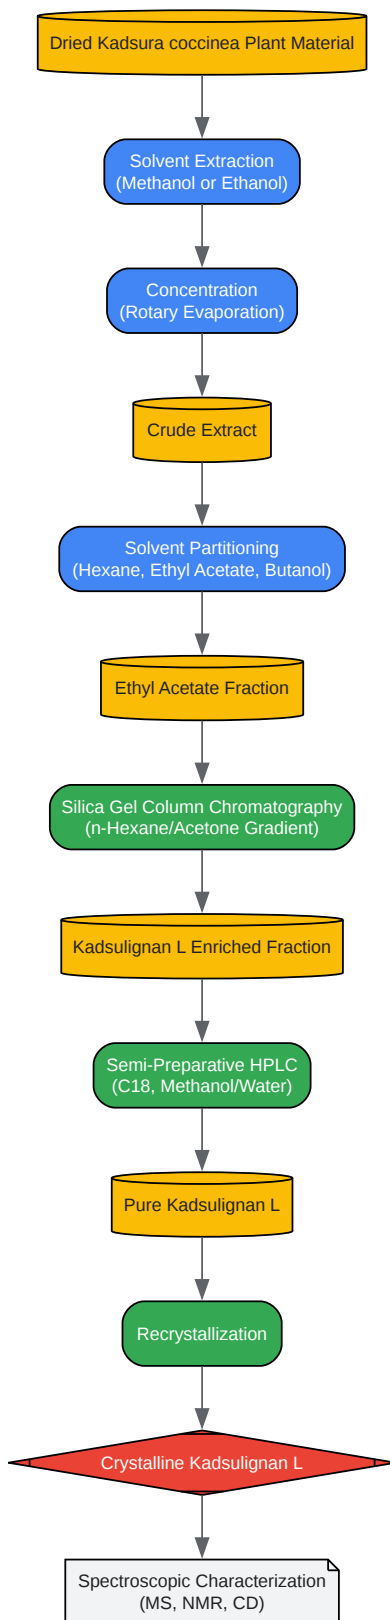 Dried Kadsura coccinea Plant Material
Solvent Extraction
(Methanol or Ethanol)
Concentration
(Rotary Evaporation)
Crude Extract
Solvent Partitioning
(Hexane, Ethyl Acetate, Butanol)
Ethyl Acetate Fraction
Silica Gel Column Chromatography
(n-Hexane/Acetone Gradient)
Kadsulignan L Enriched Fraction
Semi-Preparative HPLC
(C18, Methanol/Water)
Pure Kadsulignan L
Recrystallization
Crystalline Kadsulignan L
Spectroscopic Characterization
(MS, NMR, CD)